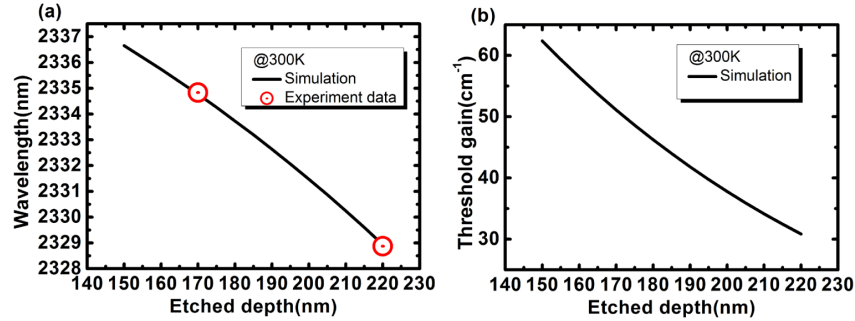 (a)
2337
2336
2335
2334
2333
2332
2331
2330
2329
2328
Wavelength(nm)
@300K
Simulation
Experiment data
140 150 160 170 180 190 200 210 220 230
Etched depth(nm)
(b)
60
50
40
30
Threshold gain(cm⁻¹)
@300K
Simulation
140 150 160 170 180 190 200 210 220 230
Etched depth(nm)